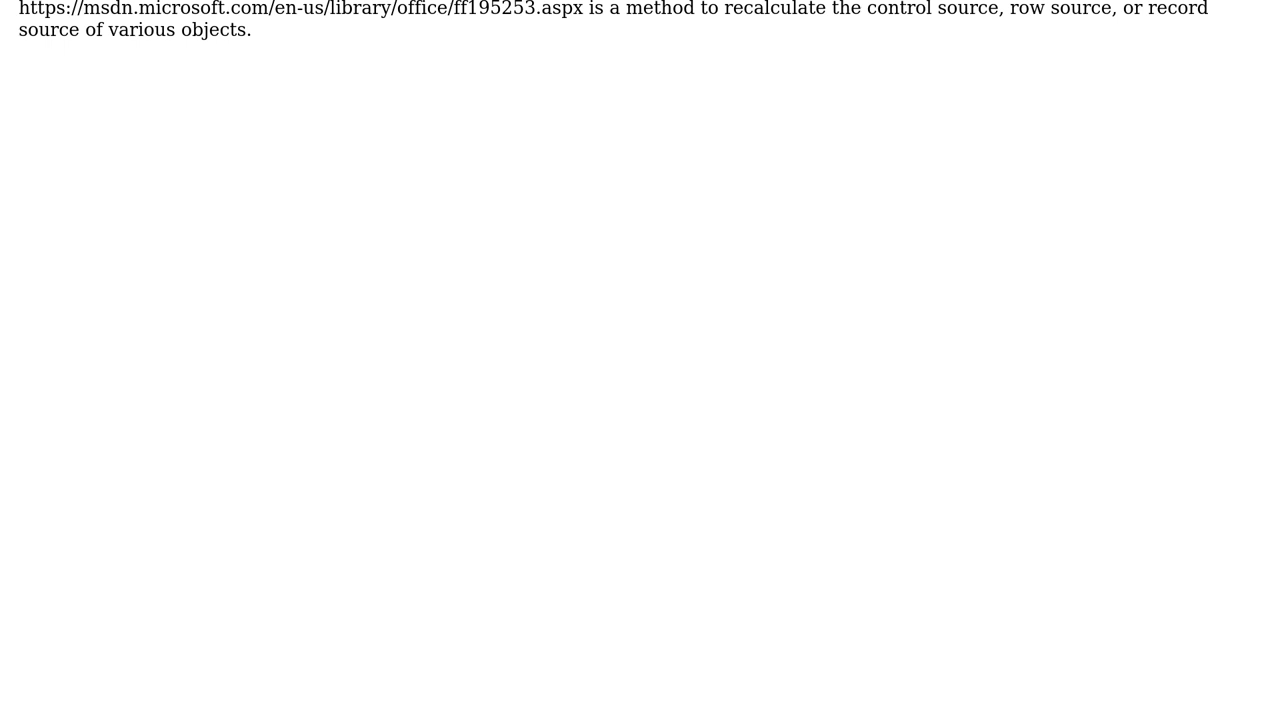 https://msdn.microsoft.com/en-us/library/office/ff195253.aspx is a method to recalculate the control source, row source, or record
source of various objects.